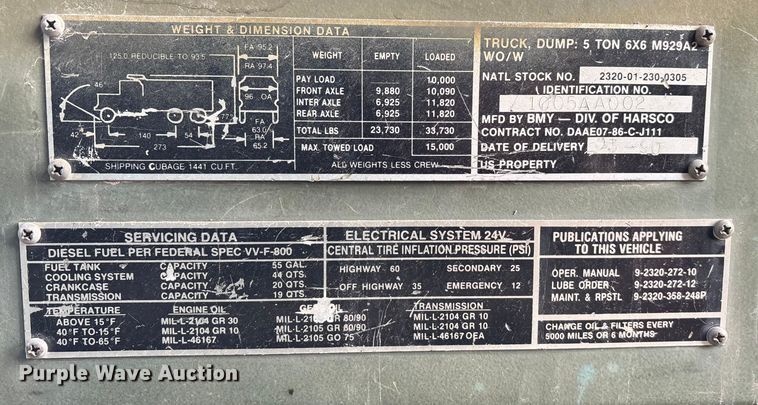 WEIGHT & DIMENSION DATA
125.0 REDUCIBLE TO 93.5
FA 95.2
RA 97.4
46
96 OA
77
42 140 54
273
FA
63.0
RA
65.2
SHIPPING CUBAGE 1441 CU FT.
WEIGHT EMPTY LOADED
PAY LOAD 10,000
FRONT AXLE 9,880 10,090
INTER AXLE 6,925 11,820
REAR AXLE 6,925 11,820
TOTAL LBS 23,730 33,730
MAX. TOWED LOAD 15,000
ALL WEIGHTS LESS CREW
TRUCK, DUMP: 5 TON 6X6 M929A2
WO/W
NATL STOCK NO. 2320-01-230-0305
IDENTIFICATION NO.
MFD BY BMY — DIV. OF HARSCO
CONTRACT NO. DAAE07-86-C-J111
DATE OF DELIVERY
US PROPERTY
SERVICING DATA
DIESEL FUEL PER FEDERAL SPEC VV-F-800
FUEL TANK CAPACITY 55 GAL.
COOLING SYSTEM CAPACITY 44 QTS.
CRANKCASE CAPACITY 20 QTS.
TRANSMISSION CAPACITY 19 QTS.
ELECTRICAL SYSTEM 24V
CENTRAL TIRE INFLATION PRESSURE (PSI)
HIGHWAY 60 SECONDARY 25
OFF HIGHWAY 35 EMERGENCY 12
TEMPERATURE ENGINE OIL OIL TRANSMISSION
ABOVE 15°F MIL-L-2104 GR 30 MIL-L-2105 GR 80/90 MIL-L-2104 GR 10
40°F TO-15°F MIL-L-2104 GR 10 MIL-L-2105 GR 80/90 MIL-L-2104 GR 10
40°F TO-65°F MIL-L-46167 MIL-L-2105 GO 75 MIL-L-46167 OEA
PUBLICATIONS APPLYING
TO THIS VEHICLE
OPER. MANUAL 9-2320-272-10
LUBE ORDER 9-2320-272-12
MAINT. & RPSTL 9-2320-358-24&P
CHANGE OIL & FILTERS EVERY
5000 MILES OR 6 MONTHS
Purple Wave Auction